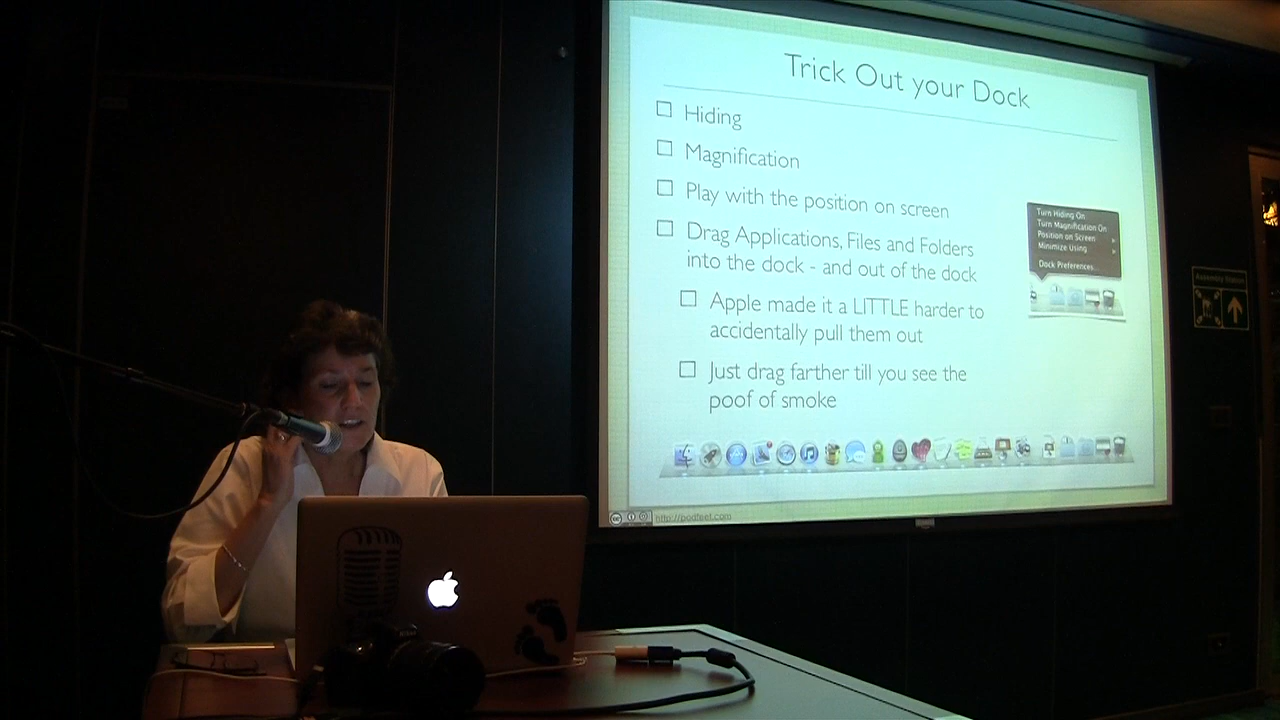 Trick Out your Dock
Hiding
Magnification
Play with the position on screen
Drag Applications, Files and Folders
into the dock - and out of the dock
Apple made it a LITTLE harder to
accidentally pull them out
Just drag farther till you see the
poof of smoke
Turn Hiding On
Turn Magnification On
Position on Screen
Minimize Using
Dock Preferences...
http://podfeet.com
Assembly Station